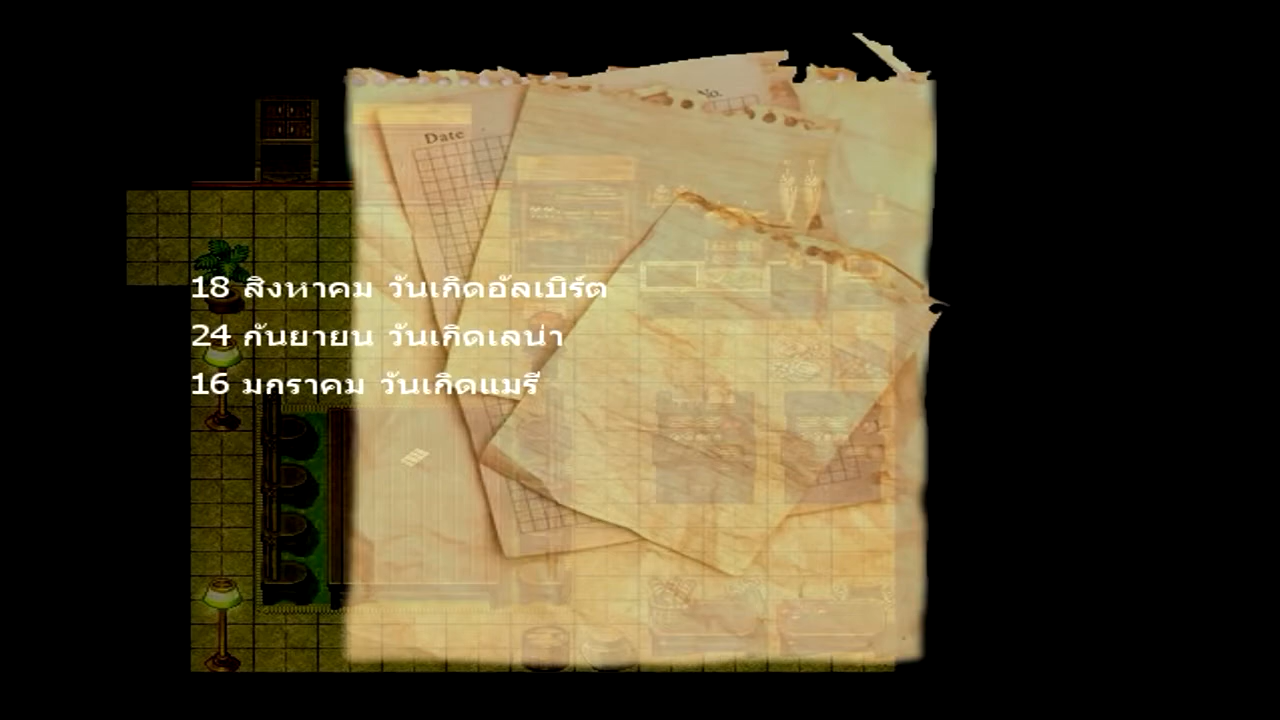 No.
Date
18 สิงหาคม วันเกิดอัลเบิร์ต
24 กันยายน วันเกิดเลน่า
16 มกราคม วันเกิดแมรี